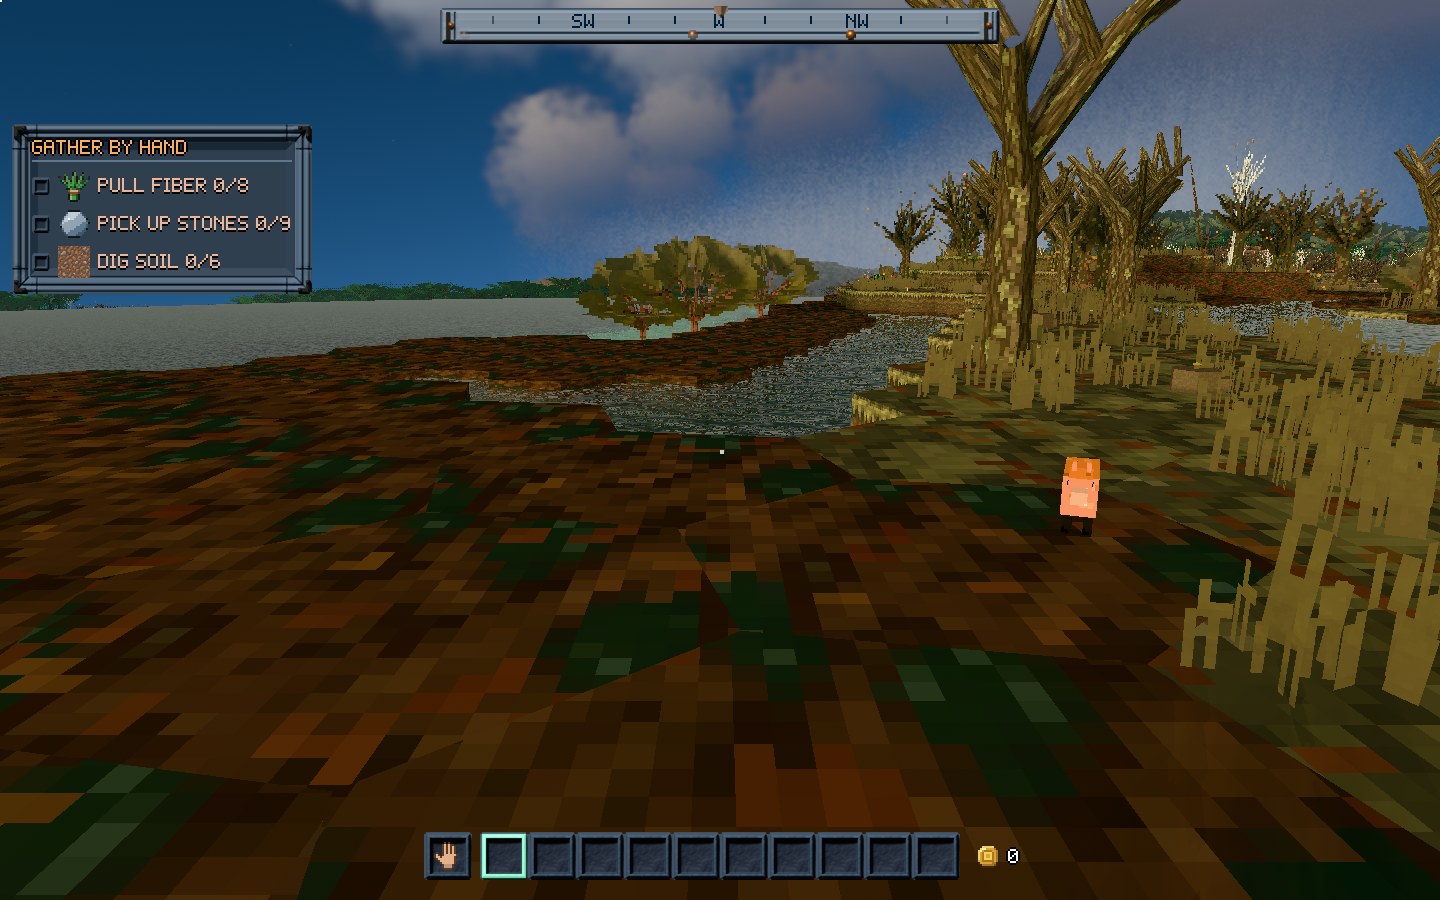 SW W NW
GATHER BY HAND
PULL FIBER 0/8
PICK UP STONES 0/9
DIG SOIL 0/6
0